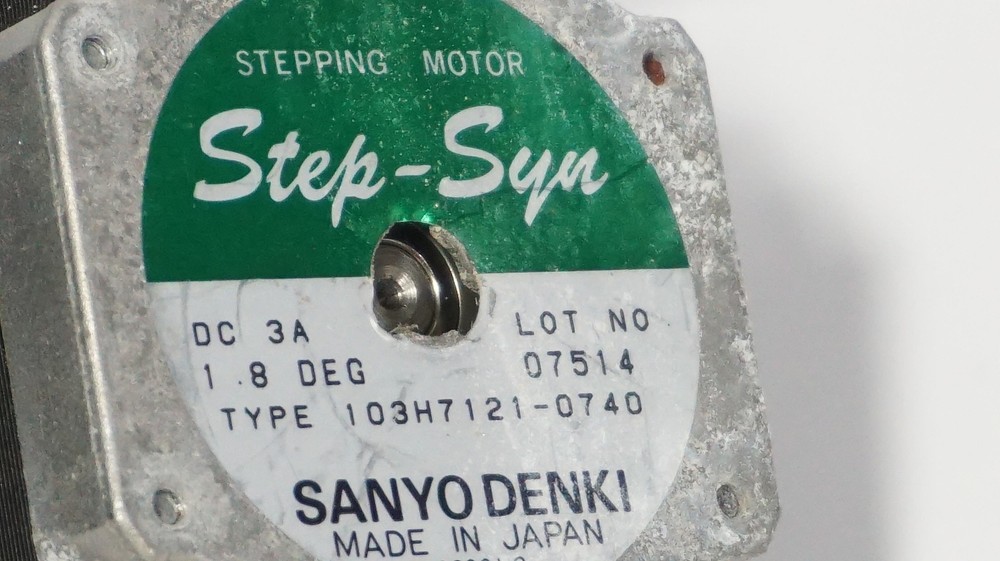 STEPPING MOTOR
Step-Syn
DC 3A
LOT NO
1.8 DEG
07514
TYPE 103H7121-0740
SANYO DENKI
MADE IN JAPAN